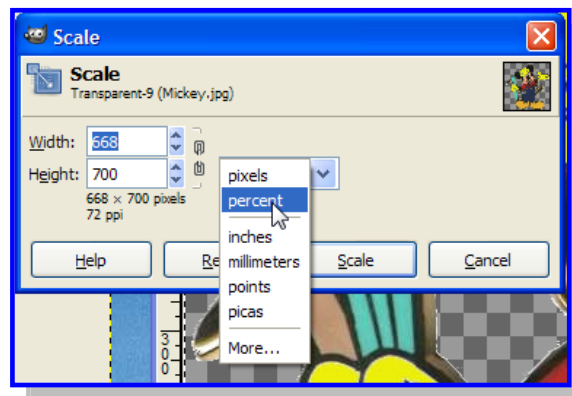 Scale
Scale
Transparent-9 (Mickey.jpg)
Width: 668
Height: 700
668 × 700 pixels
72 ppi
pixels
percent
inches
millimeters
points
picas
More...
Help
Re
Scale
Cancel
3
0
0